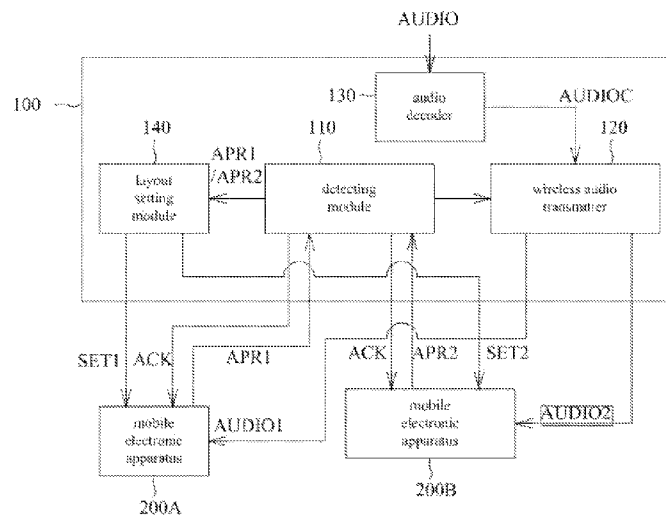 AUDIO
100
130
audio
decoder
AUDIOC
140
110
120
APR1
/APR2
layout
setting
module
detecting
module
wireless audio
transmitter
SET1
ACK
APR1
ACK
APR2
SET2
mobile
electronic
apparatus
AUDIO1
mobile
electronic
apparatus
AUDIO2
200A
200B